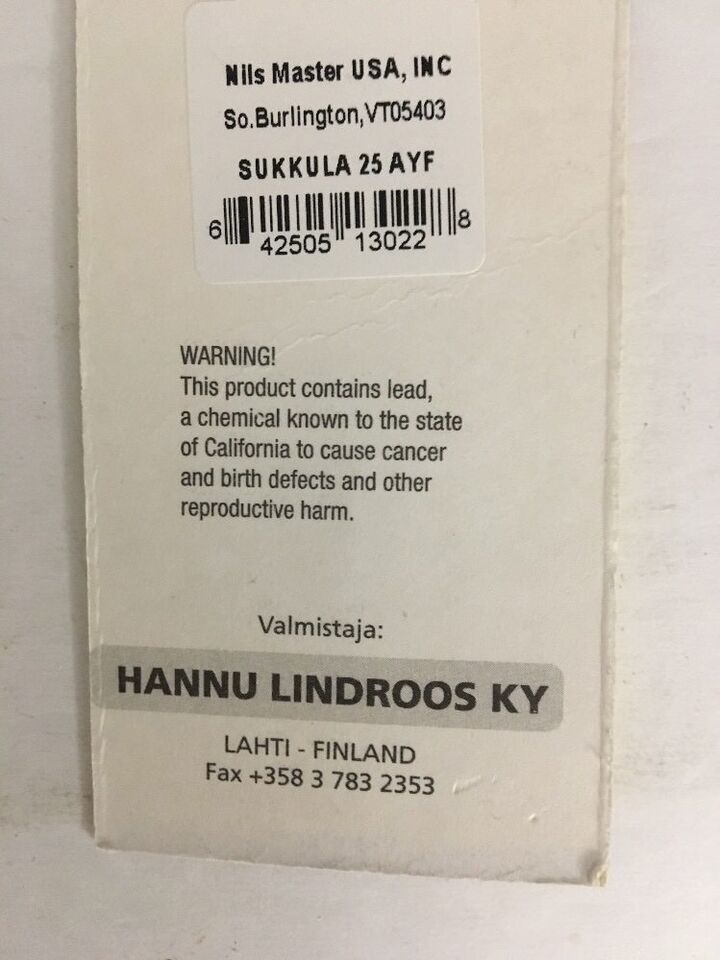 Nils Master USA, INC
So.Burlington,VT05403
SUKKULA 25 AYF
6 42505 13022 8
WARNING!
This product contains lead,
a chemical known to the state
of California to cause cancer
and birth defects and other
reproductive harm.
Valmistaja:
HANNU LINDROOS KY
LAHTI - FINLAND
Fax +358 3 783 2353